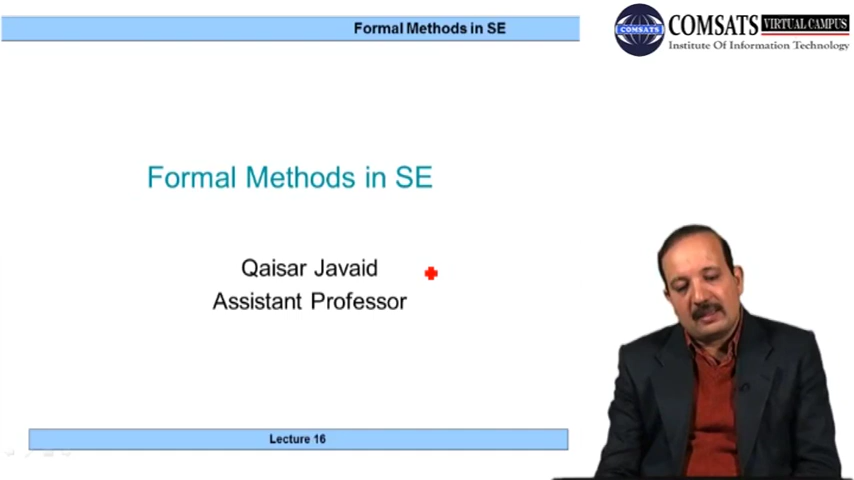 Formal Methods in SE
COMSATS VIRTUAL CAMPUS
COMSATS
Institute Of Information Technology
Formal Methods in SE
Qaisar Javaid
Assistant Professor
Lecture 16